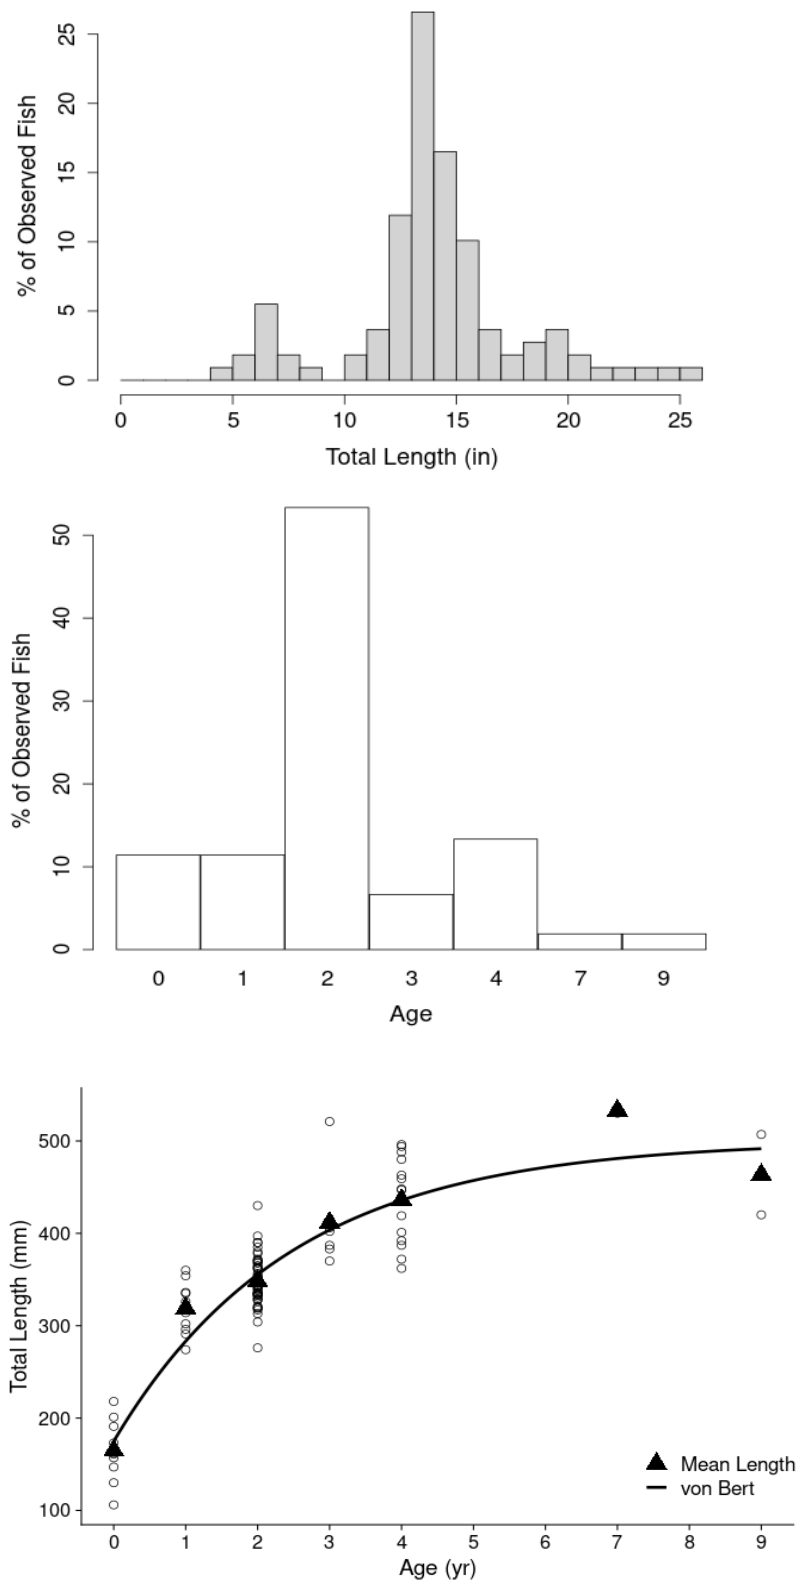 % of Observed Fish
25
20
15
10
5
0
0 5 10 15 20 25
Total Length (in)
% of Observed Fish
50
40
30
20
10
0
0 1 2 3 4 7 9
Age
Total Length (mm)
500
400
300
200
100
Mean Length
von Bert
0 1 2 3 4 5 6 7 8 9
Age (yr)